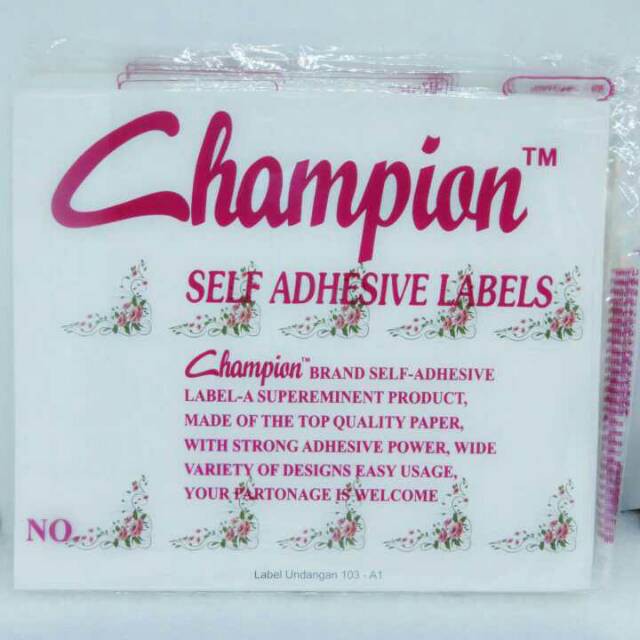 Champion™
SELF ADHESIVE LABELS
Champion™ BRAND SELF-ADHESIVE
LABEL-A SUPEREMINENT PRODUCT,
MADE OF THE TOP QUALITY PAPER,
WITH STRONG ADHESIVE POWER, WIDE
VARIETY OF DESIGNS EASY USAGE,
YOUR PARTONAGE IS WELCOME
NO.
Label Undangan 103 - A1